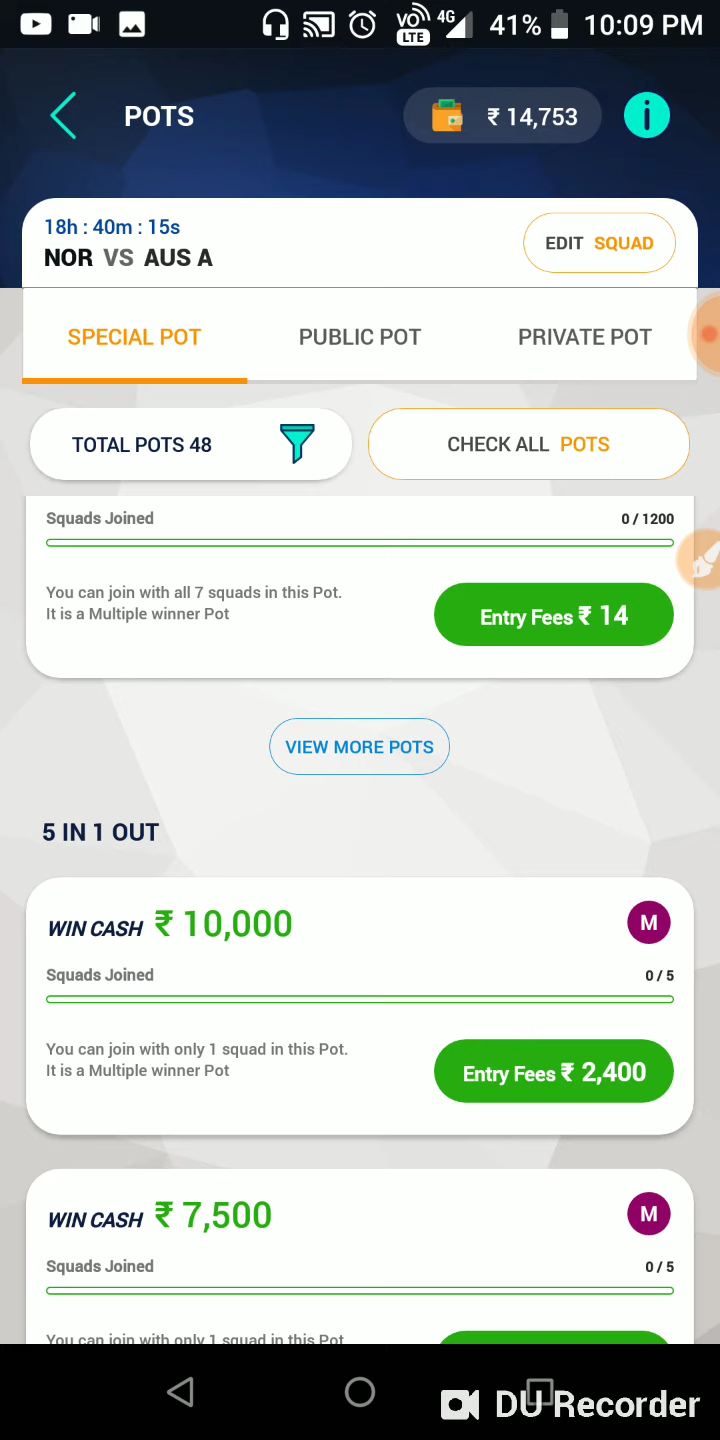 VO 4G 41% 10:09 PM
LTE
POTS ₹ 14,753 i
18h : 40m : 15s
NOR VS AUS A
EDIT SQUAD
SPECIAL POT PUBLIC POT PRIVATE POT
TOTAL POTS 48 CHECK ALL POTS
Squads Joined 0 / 1200
You can join with all 7 squads in this Pot.
It is a Multiple winner Pot
Entry Fees ₹ 14
VIEW MORE POTS
5 IN 1 OUT
WIN CASH ₹ 10,000 M
Squads Joined 0 / 5
You can join with only 1 squad in this Pot.
It is a Multiple winner Pot
Entry Fees ₹ 2,400
WIN CASH ₹ 7,500 M
Squads Joined 0 / 5
You can join with only 1 squad in this Pot
DU Recorder